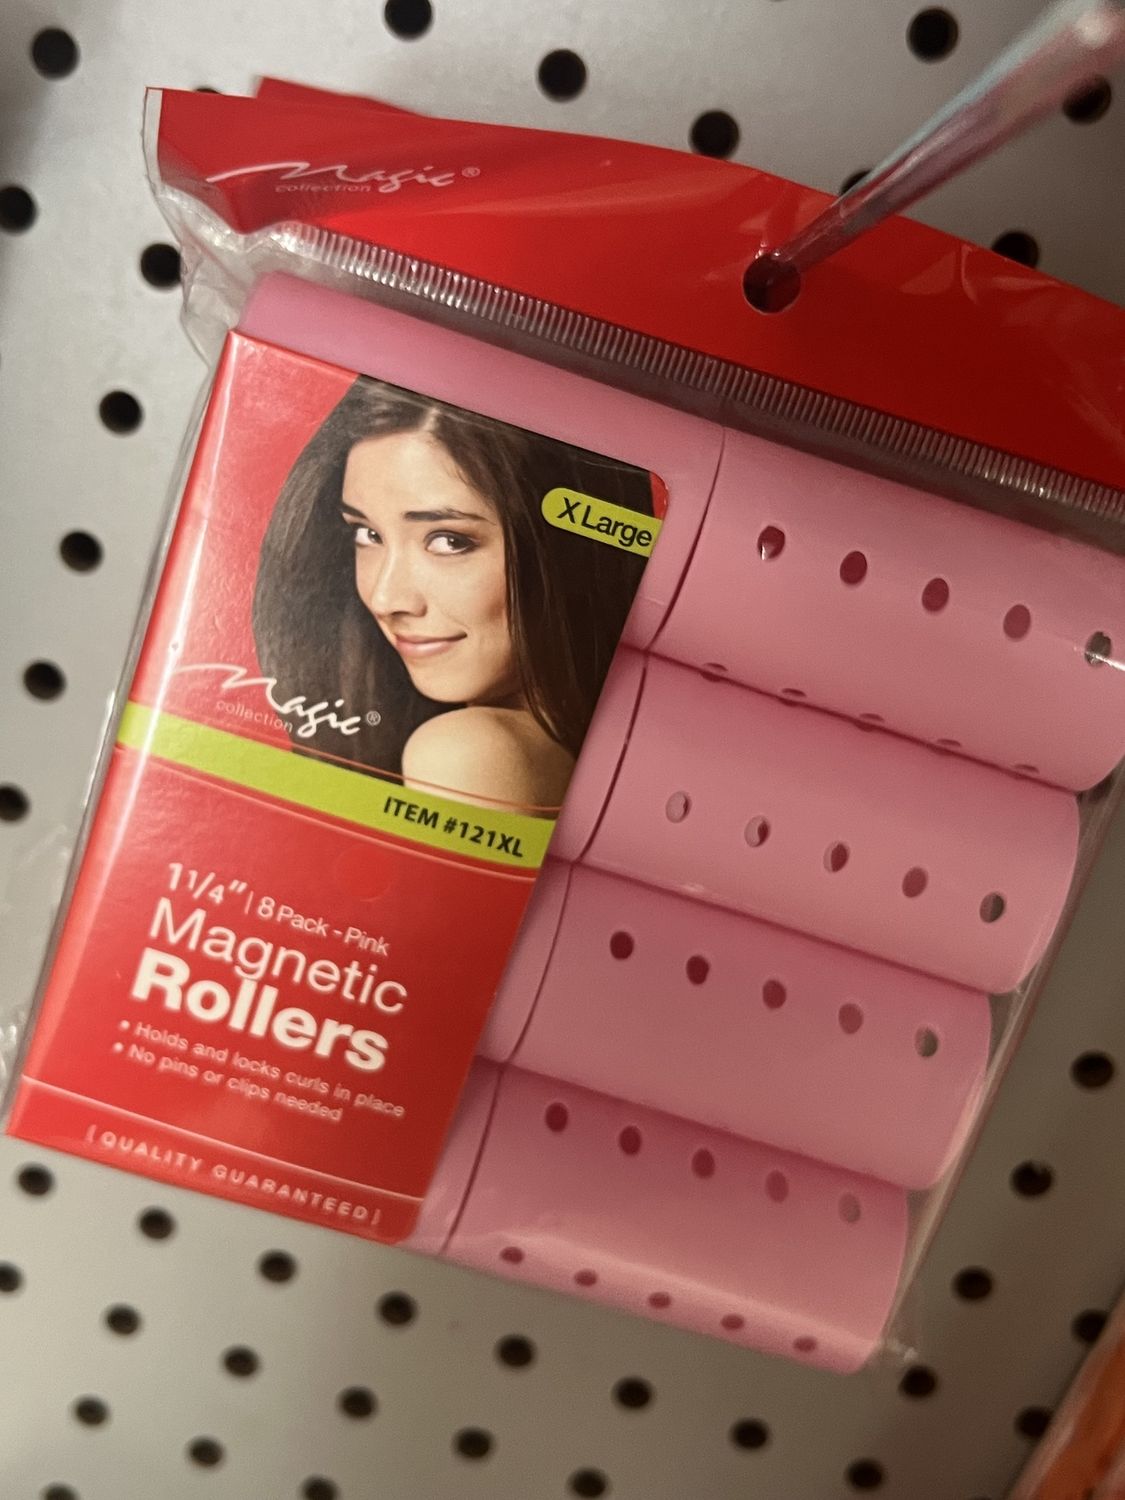 Magic®
collection
X Large
Magic®
collection
ITEM #121XL
1 1/4" | 8 Pack - Pink
Magnetic
Rollers
• Holds and locks curls in place
• No pins or clips needed
[ QUALITY GUARANTEED ]